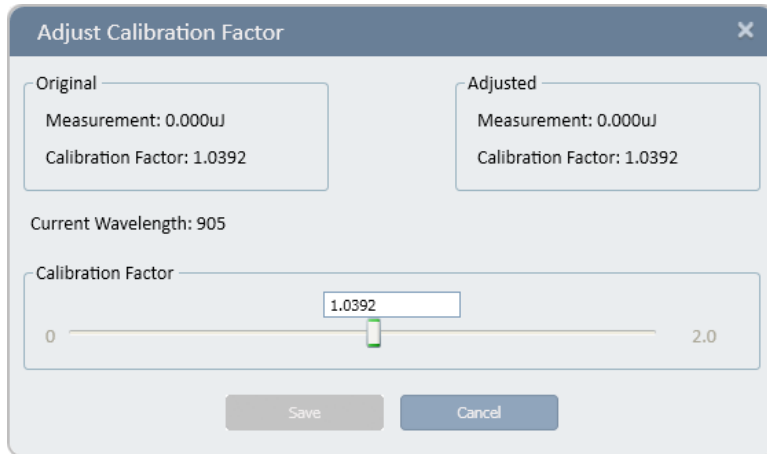 Adjust Calibration Factor
Original
Measurement: 0.000uJ
Calibration Factor: 1.0392
Adjusted
Measurement: 0.000uJ
Calibration Factor: 1.0392
Current Wavelength: 905
Calibration Factor
1.0392
0
2.0
Save
Cancel